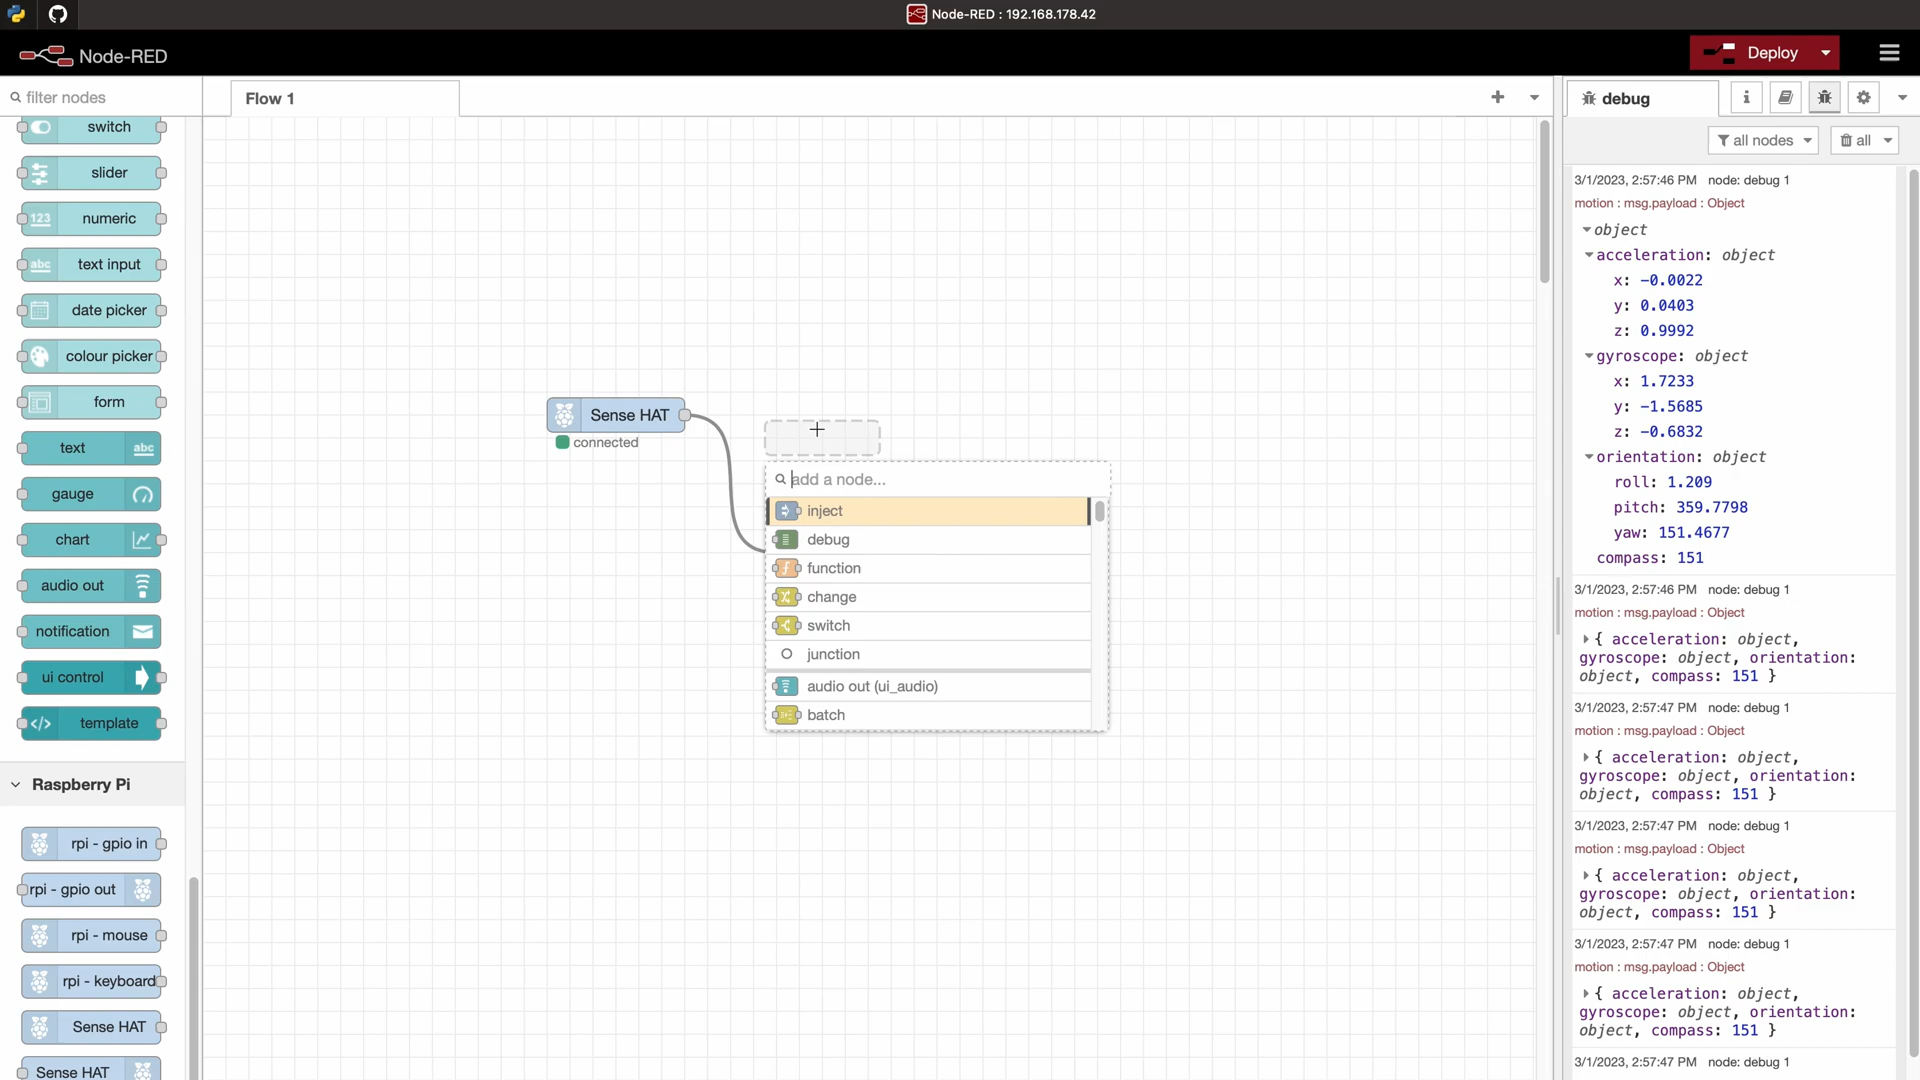 Node-RED : 192.168.178.42
Node-RED
Deploy
filter nodes
Flow 1
debug
all nodes
all
switch
slider
123 numeric
abc text input
date picker
colour picker
form
text abc
gauge
chart
audio out
notification
ui control
template
Raspberry Pi
rpi - gpio in
rpi - gpio out
rpi - mouse
rpi - keyboard
Sense HAT
Sense HAT
Sense HAT
connected
add a node...
inject
debug
function
change
switch
junction
audio out (ui_audio)
batch
3/1/2023, 2:57:46 PM node: debug 1
motion : msg.payload : Object
object
acceleration: object
x: -0.0022
y: 0.0403
z: 0.9992
gyroscope: object
x: 1.7233
y: -1.5685
z: -0.6832
orientation: object
roll: 1.209
pitch: 359.7798
yaw: 151.4677
compass: 151
3/1/2023, 2:57:46 PM node: debug 1
motion : msg.payload : Object
{ acceleration: object,
gyroscope: object, orientation:
object, compass: 151 }
3/1/2023, 2:57:47 PM node: debug 1
motion : msg.payload : Object
{ acceleration: object,
gyroscope: object, orientation:
object, compass: 151 }
3/1/2023, 2:57:47 PM node: debug 1
motion : msg.payload : Object
{ acceleration: object,
gyroscope: object, orientation:
object, compass: 151 }
3/1/2023, 2:57:47 PM node: debug 1
motion : msg.payload : Object
{ acceleration: object,
gyroscope: object, orientation:
object, compass: 151 }
3/1/2023, 2:57:47 PM node: debug 1